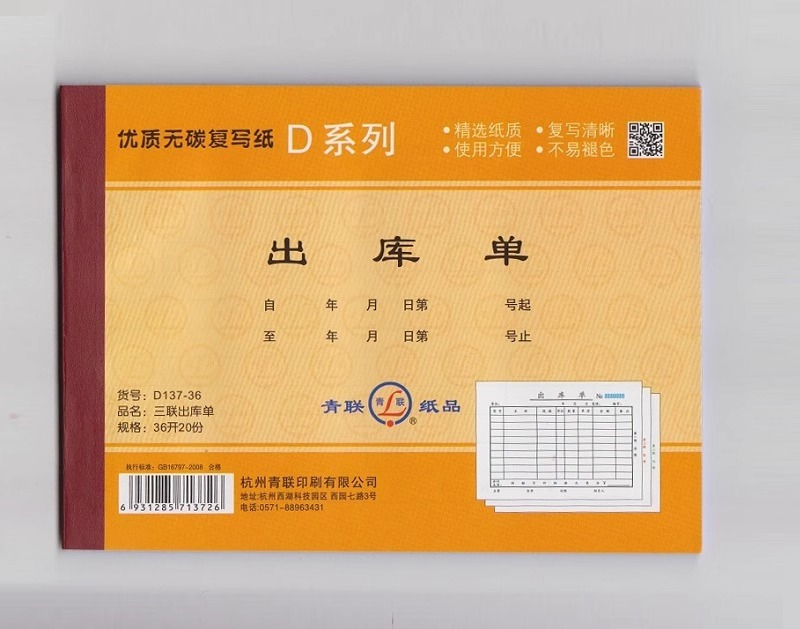 优质无碳复写纸 D 系列
• 精选纸质 • 复写清晰
• 使用方便 • 不易褪色
出 库 单
自 年 月 日第 号起
至 年 月 日第 号止
货号：D137-36
品名：三联出库单
规格：36开20份
青联 青 联 ® 纸品
出 库 单 №
执行标准：GB16797-2008 合格
杭州青联印刷有限公司
地址:杭州西湖科技园区 西园七路3号
电话:0571-88963431
6 931285 713726